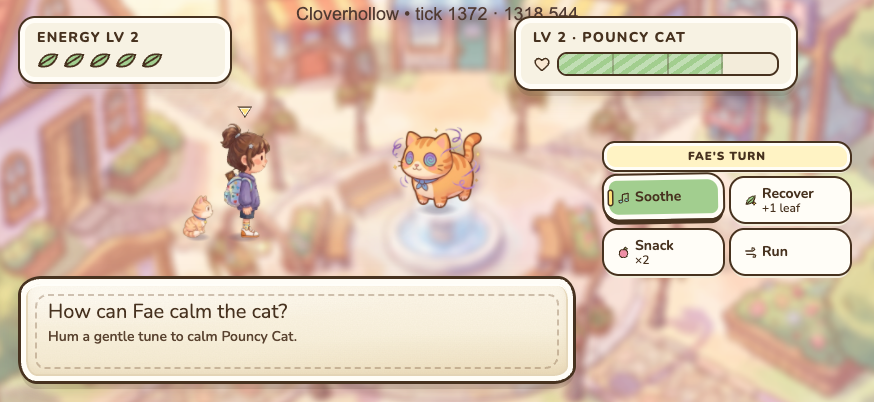 Cloverhollow • tick 1372 · 1318,544
ENERGY LV 2
LV 2 · POUNCY CAT
FAE'S TURN
Soothe
Recover
+1 leaf
Snack
×2
Run
How can Fae calm the cat?
Hum a gentle tune to calm Pouncy Cat.